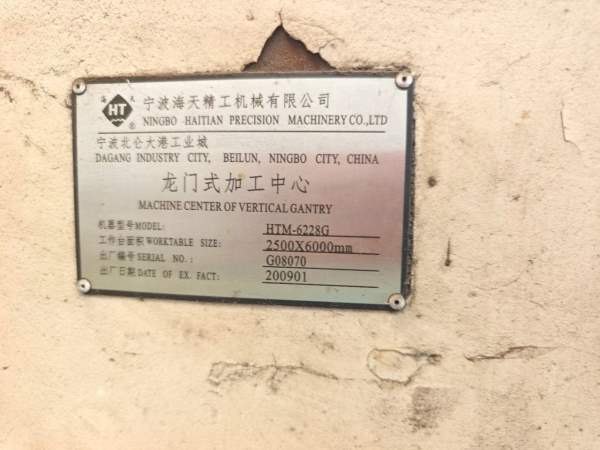 海天
HT
®
宁波海天精工机械有限公司
NINGBO HAITIAN PRECISION MACHINERY CO.,LTD
宁波北仑大港工业城
DAGANG INDUSTRY CITY, BEILUN, NINGBO CITY, CHINA
龙门式加工中心
MACHINE CENTER OF VERTICAL GANTRY
机器型号MODEL: HTM-6228G
工作台面积WORKTABLE SIZE: 2500X6000mm
出厂编号SERIAL NO.: G08070
出厂日期DATE OF EX. FACT: 200901